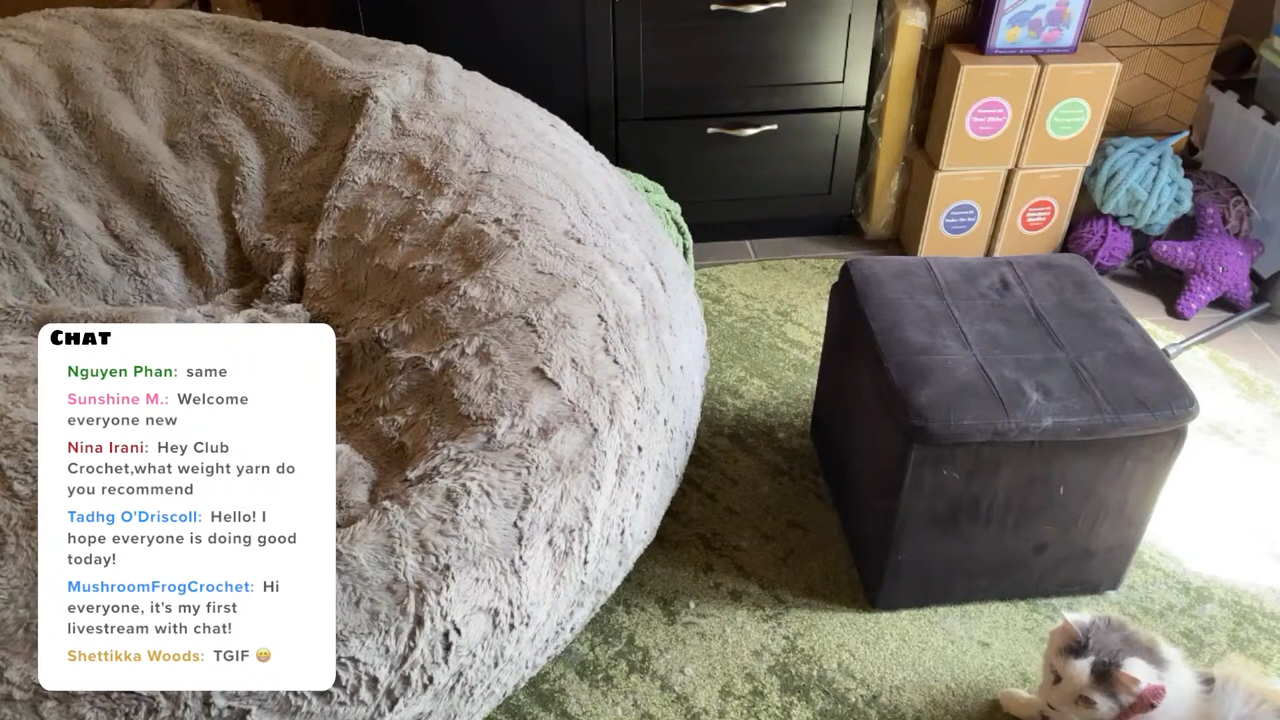 CHAT
Nguyen Phan: same
Sunshine M.: Welcome
everyone new
Nina Irani: Hey Club
Crochet,what weight yarn do
you recommend
Tadhg O'Driscoll: Hello! I
hope everyone is doing good
today!
MushroomFrogCrochet: Hi
everyone, it's my first
livestream with chat!
Shettikka Woods: TGIF 😀